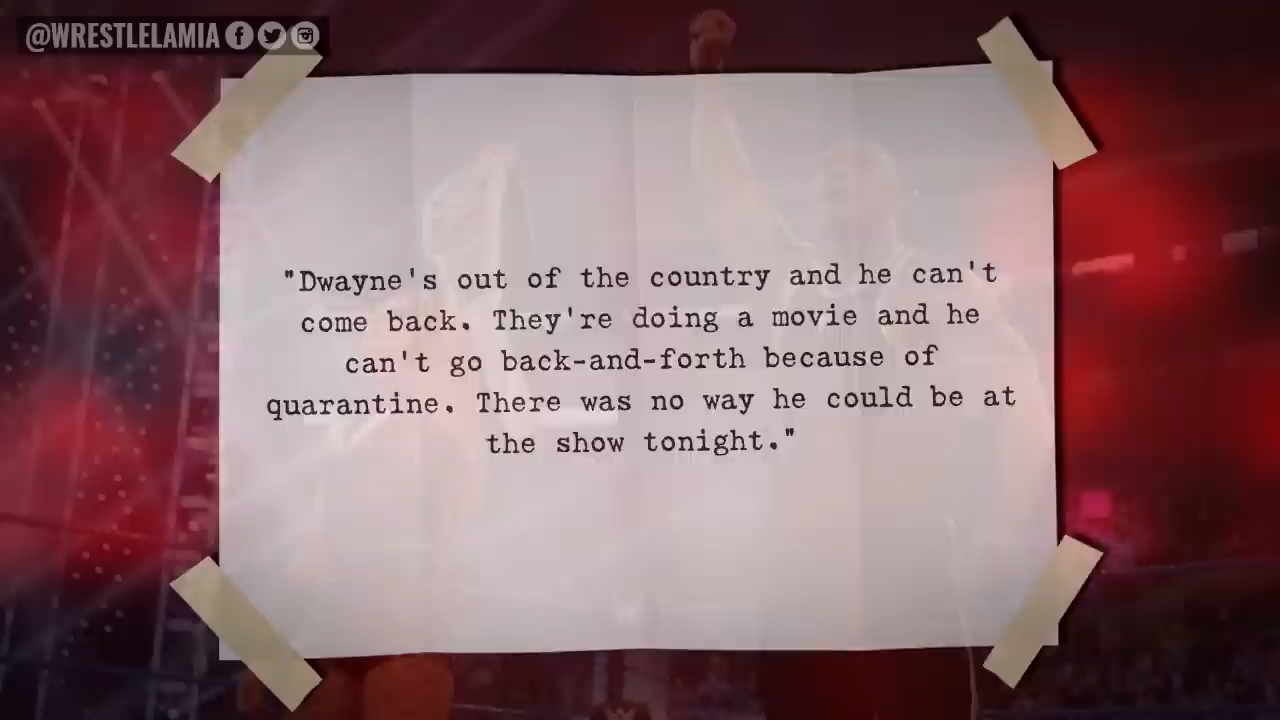 @WRESTLELAMIA
"Dwayne's out of the country and he can't
come back. They're doing a movie and he
can't go back-and-forth because of
quarantine. There was no way he could be at
the show tonight."